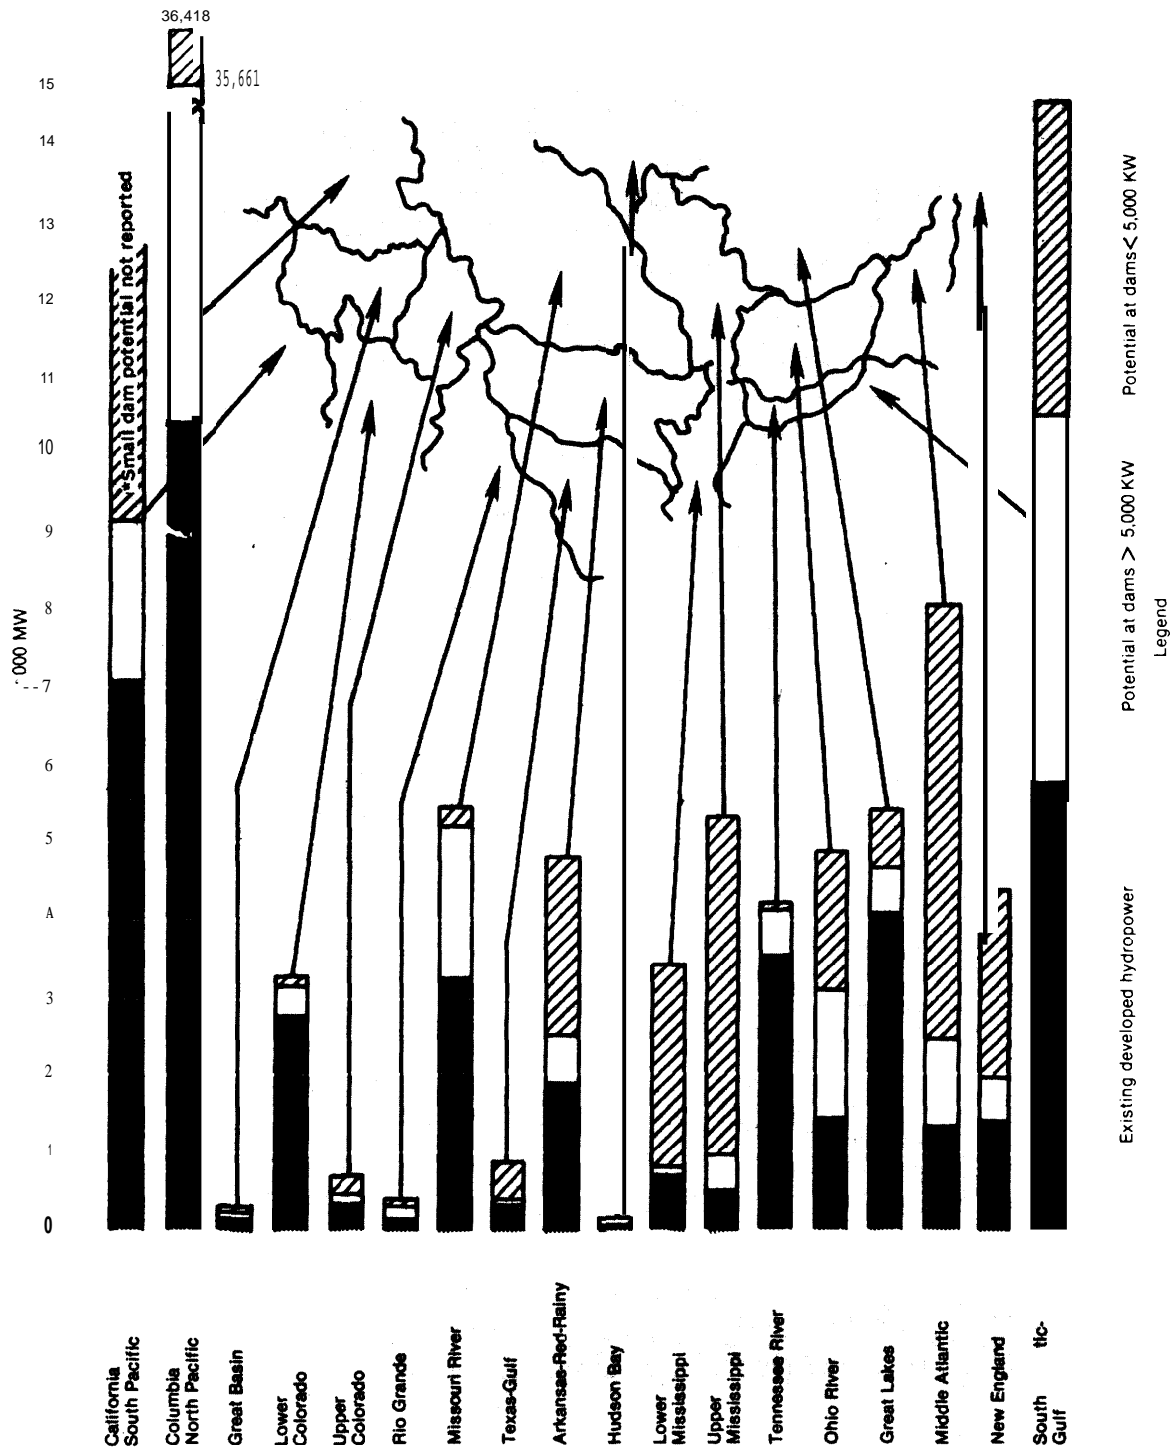 36,418
35,661
15
14
13
12
11
10
9
8
7
6
5
A
3
2
1
0
'000 MW
*Small dam potential not reported
California
South Pacific
Columbia
North Pacific
Great Basin
Lower
Colorado
Upper
Colorado
Rio Grande
Missouri River
Texas-Gulf
Arkansas-Red-Rainy
Hudson Bay
Lower
Mississippi
Upper
Mississippi
Tennessee River
Ohio River
Great Lakes
Middle Atlantic
New England
South tic-
Gulf
Existing developed hydropower
Potential at dams > 5,000 KW
Potential at dams< 5,000 KW
Legend